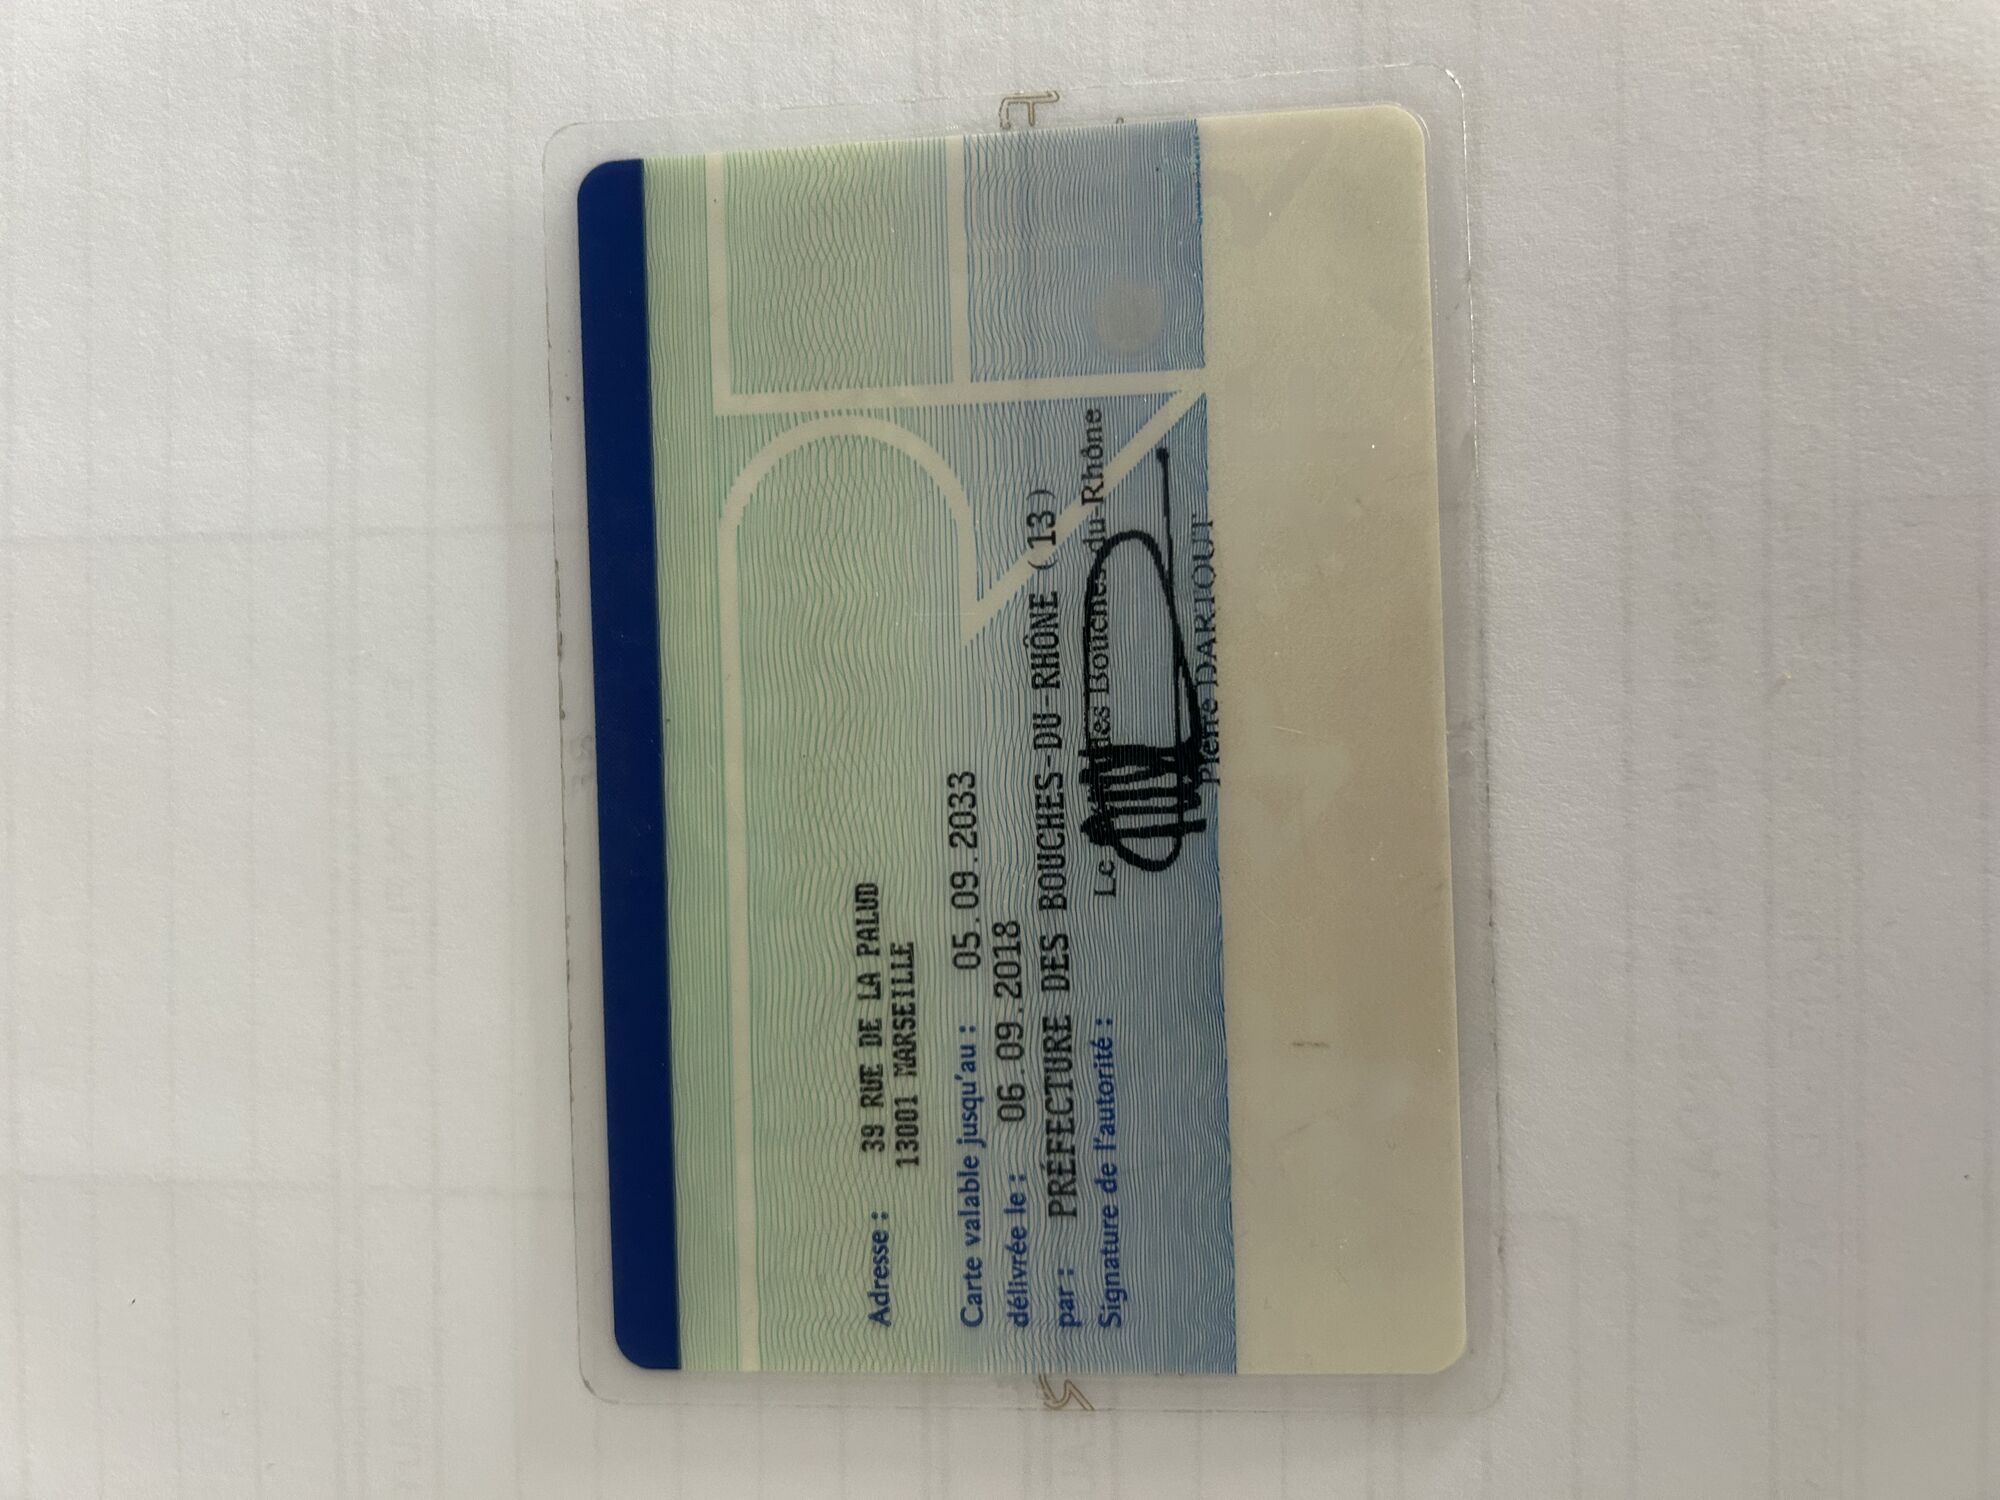 Adresse : 39 RUE DE LA PALUD
13001 MARSEILLE
Carte valable jusqu'au : 05.09.2033
délivrée le : 06.09.2018
par : PRÉFECTURE DES BOUCHES-DU-RHÔNE (13)
Signature de l'autorité :
Le des Bouches-du-Rhône
Pierre DARTOUT